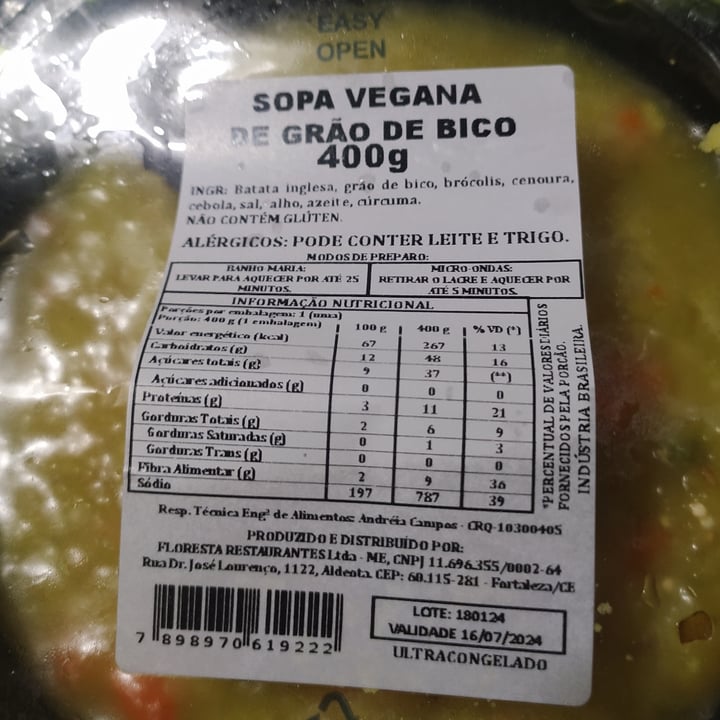 EASY
OPEN
SOPA VEGANA
DE GRÃO DE BICO
400g
INGR: Batata inglesa, grão de bico, brócolis, cenoura,
cebola, sal, alho, azeite, cúrcuma.
NÃO CONTÉM GLÚTEN.
ALÉRGICOS: PODE CONTER LEITE E TRIGO.
MODOS DE PREPARO:
BANHO MARIA:
LEVAR PARA AQUECER POR ATÉ 25
MINUTOS.
MICRO-ONDAS:
RETIRAR O LACRE E AQUECER POR
ATÉ 5 MINUTOS.
INFORMAÇÃO NUTRICIONAL
Porções por embalagem: 1 (uma)
Porção: 400 g (1 embalagem)
100 g 400 g % VD (*)
Valor energético (kcal) 67 267 13
Carboidratos (g) 12 48 16
Açúcares totais (g) 9 37 (**)
Açúcares adicionados (g) 0 0 0
Proteínas (g) 3 11 21
Gorduras Totais (g) 2 6 9
Gorduras Saturadas (g) 0 1 3
Gorduras Trans (g) 0 0 0
Fibra Alimentar (g) 2 9 36
Sódio 197 787 39
*PERCENTUAL DE VALORES DIÁRIOS
FORNECIDOS PELA PORÇÃO.
INDÚSTRIA BRASILEIRA.
Resp. Técnica Engª de Alimentos: Andréia Campos - CRQ-10300405
PRODUZIDO E DISTRIBUÍDO POR:
FLORESTA RESTAURANTES Ltda - ME, CNPJ 11.696.355/0002-64
Rua Dr. José Lourenço, 1122, Aldeota. CEP: 60.115-281 - Fortaleza/CE
7 898970 619222
LOTE: 180124
VALIDADE 16/07/2024
ULTRACONGELADO